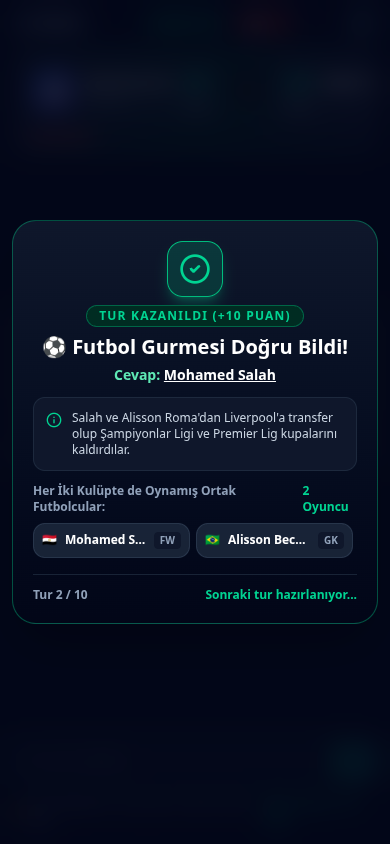 TUR KAZANILDI (+10 PUAN)
⚽ Futbol Gurmesi Doğru Bildi!
Cevap: Mohamed Salah
Salah ve Alisson Roma'dan Liverpool'a transfer
olup Şampiyonlar Ligi ve Premier Lig kupalarını
kaldırdılar.
Her İki Kulüpte de Oynamış Ortak
Futbolcular:
2
Oyuncu
🇪🇬 Mohamed S... FW
🇧🇷 Alisson Bec... GK
Tur 2 / 10
Sonraki tur hazırlanıyor...